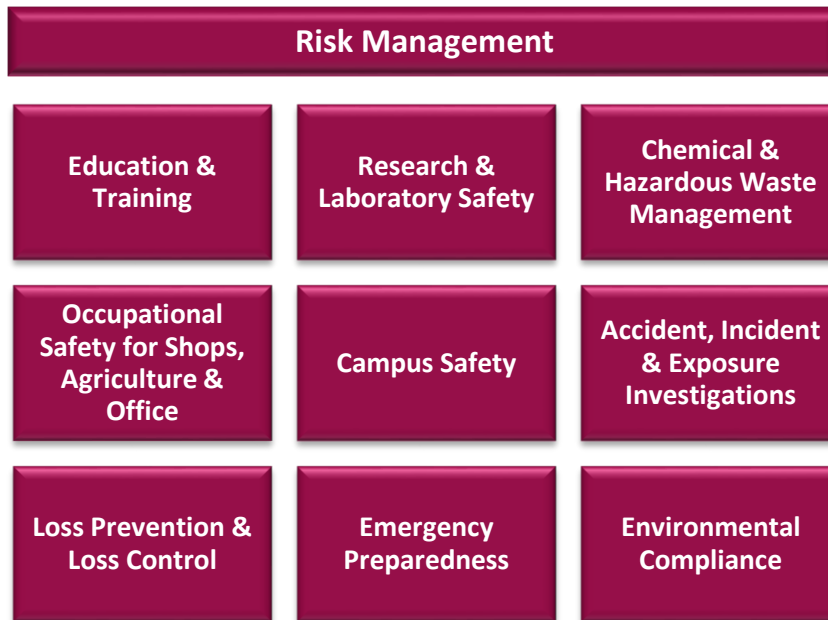 Risk Management
Education &
Training
Research &
Laboratory Safety
Chemical &
Hazardous Waste
Management
Occupational
Safety for Shops,
Agriculture &
Office
Campus Safety
Accident, Incident
& Exposure
Investigations
Loss Prevention &
Loss Control
Emergency
Preparedness
Environmental
Compliance